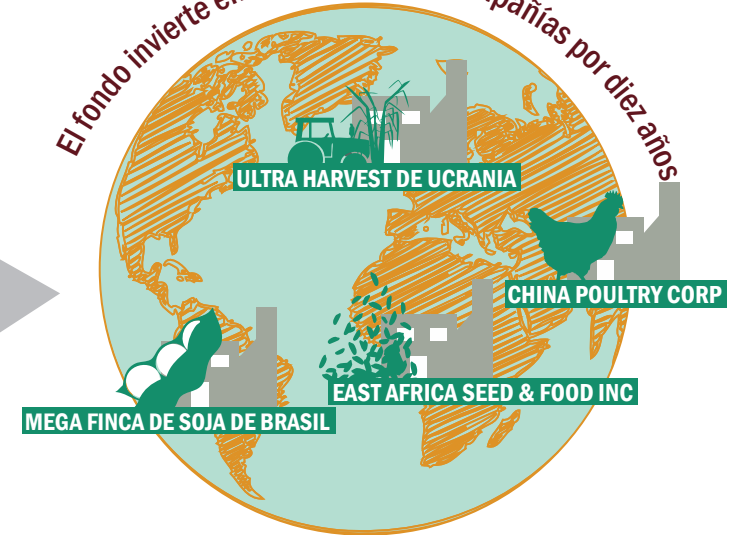 El fondo invierte
por diez años
ULTRA HARVEST DE UCRANIA
CHINA POULTRY CORP
EAST AFRICA SEED & FOOD INC
MEGA FINCA DE SOJA DE BRASIL